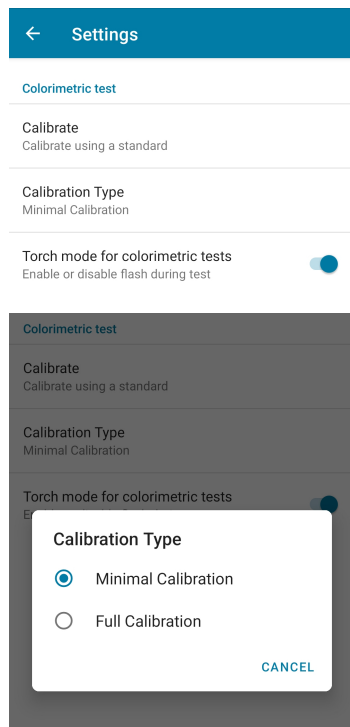 Settings
Colorimetric test
Calibrate
Calibrate using a standard
Calibration Type
Minimal Calibration
Torch mode for colorimetric tests
Enable or disable flash during test
Colorimetric test
Calibrate
Calibrate using a standard
Calibration Type
Minimal Calibration
Torch mode for colorimetric tests
Calibration Type
Minimal Calibration
Full Calibration
CANCEL